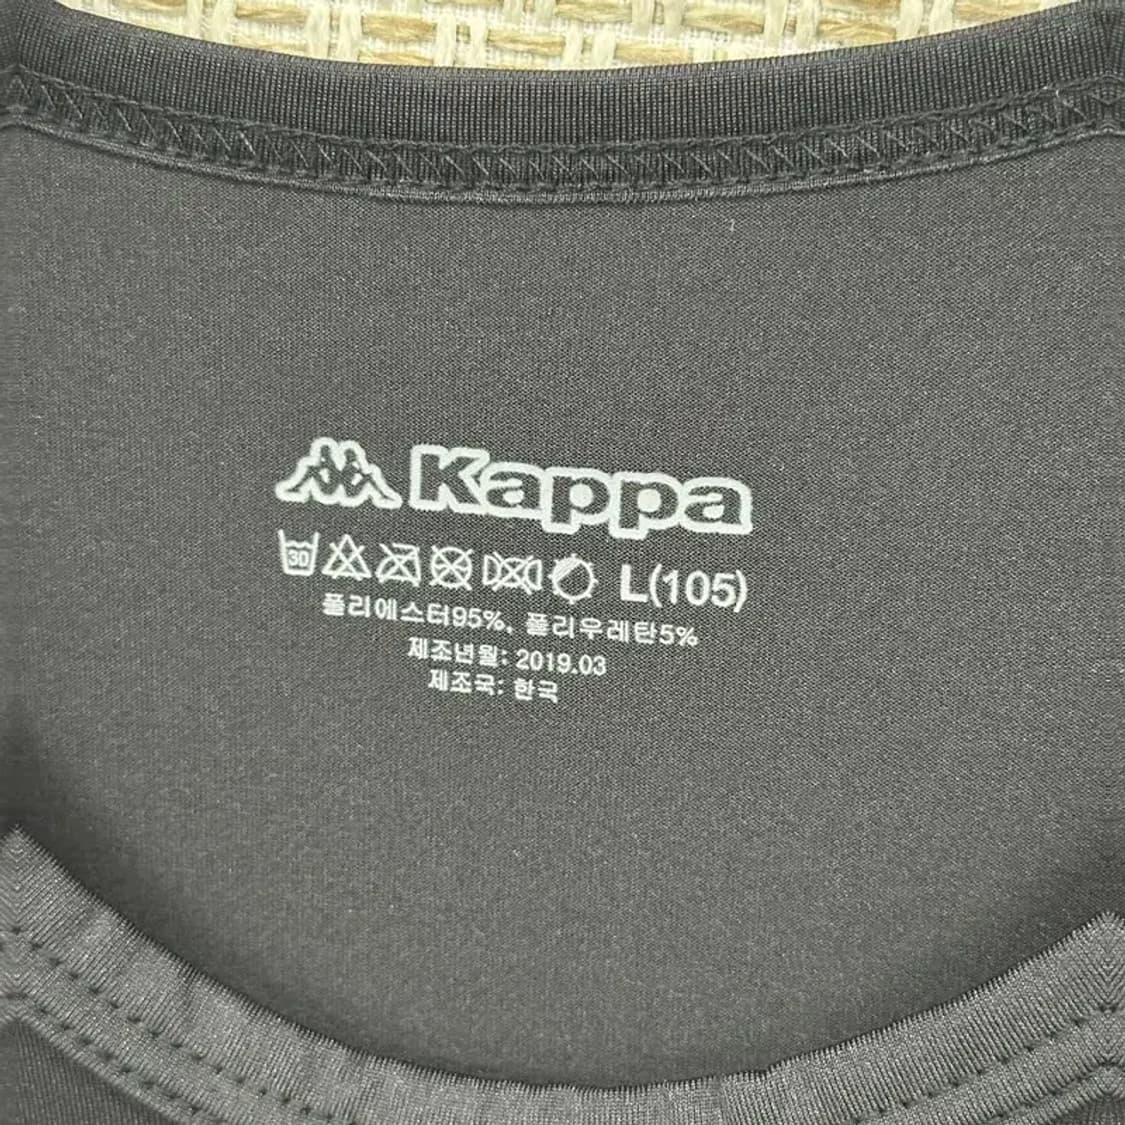 Kappa
30 L(105)
폴리에스터95%, 폴리우레탄5%
제조년월: 2019.03
제조국: 한국